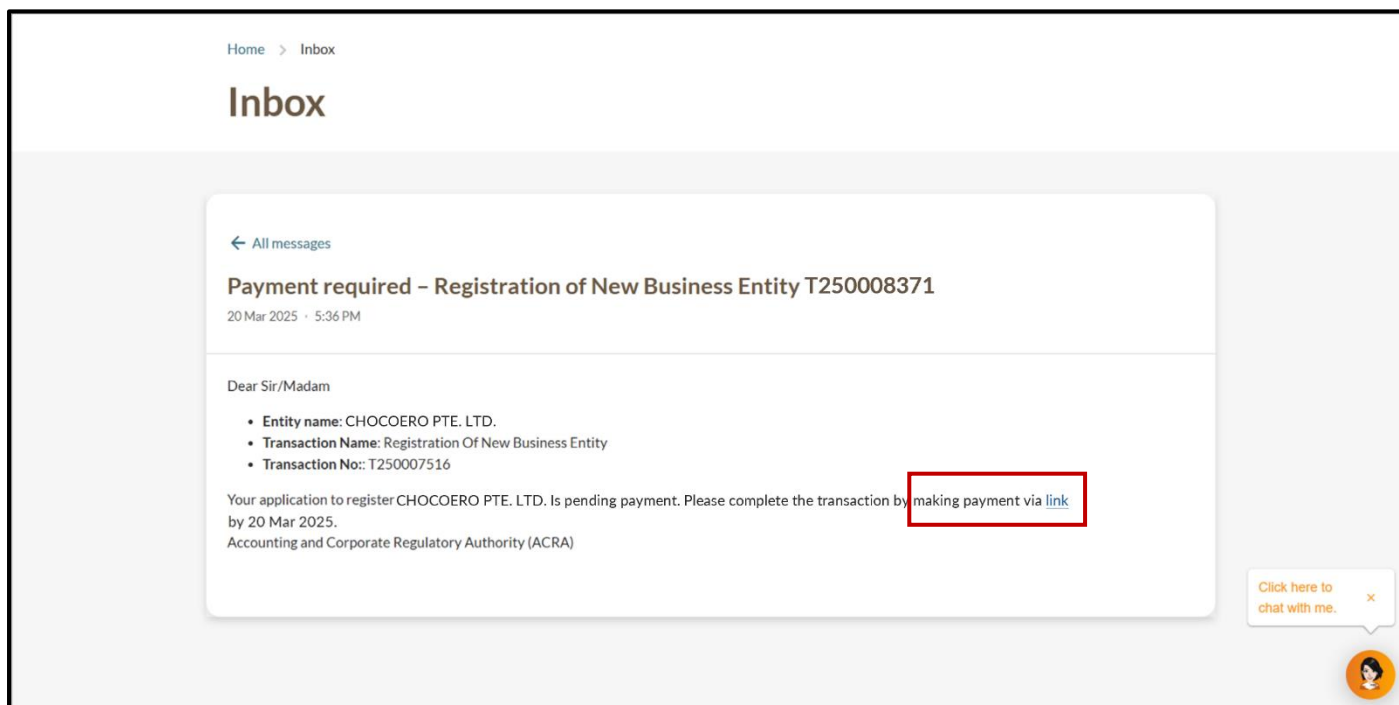 Home > Inbox
Inbox
← All messages
Payment required – Registration of New Business Entity T250008371
20 Mar 2025 · 5:36 PM
Dear Sir/Madam
• Entity name: CHOCOERO PTE. LTD.
• Transaction Name: Registration Of New Business Entity
• Transaction No:: T250007516
Your application to register CHOCOERO PTE. LTD. Is pending payment. Please complete the transaction by making payment via link
by 20 Mar 2025.
Accounting and Corporate Regulatory Authority (ACRA)
Click here to
chat with me. ×